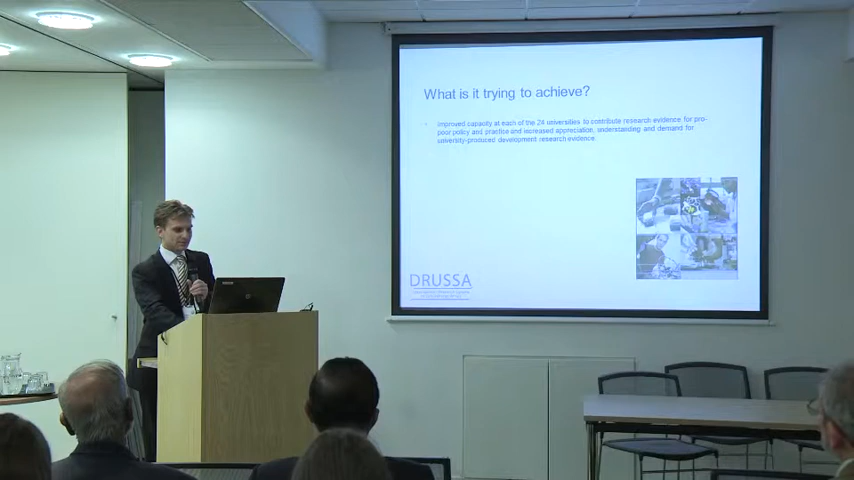 What is it trying to achieve?
Improved capacity at each of the 24 universities to contribute research evidence for pro-
poor policy and practice and increased appreciation, understanding and demand for
university-produced development research evidence.
DRUSSA